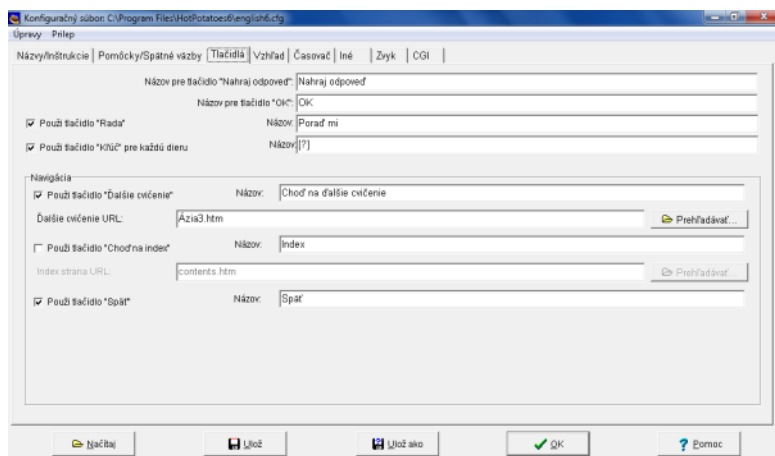 Konfiguračný súbor: C:\Program Files\HotPotatoes6\english6.cfg
Úpravy Prílep
Názvy/Inštrukcie Pomôcky/Spätné väzby Tlačidlá Vzhľad Časovač Iné Zvyk CGI
Názov pre tlačidlo "Nahraj odpoveď": Nahraj odpoveď
Názov pre tlačidlo "OK": OK
Použi tlačidlo "Rada" Názov: Poraď mi
Použi tlačidlo "Kľúč" pre každú dieru Názov: [?]
Navigácia
Použi tlačidlo "Ďalšie cvičenie" Názov: Choď na ďalšie cvičenie
Ďalšie cvičenie URL: Ázia3.htm Prehľadávať...
Použi tlačidlo "Choď na index" Názov: Index
Index strana URL: contents.htm Prehľadávať...
Použi tlačidlo "Späť" Názov: Späť
Načítaj Ulož Ulož ako OK Pomoc